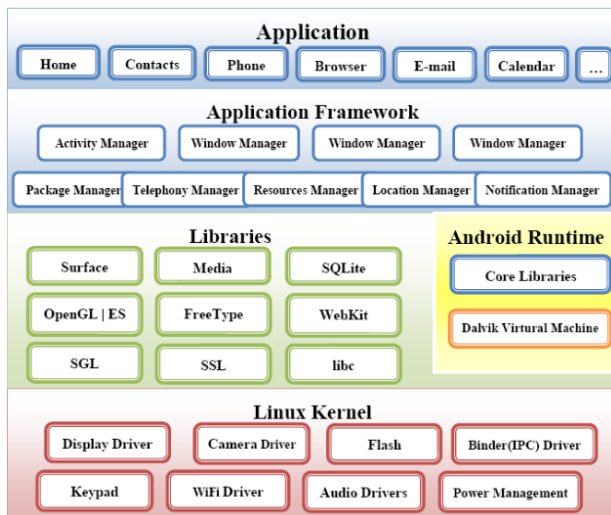 Application
Home Contacts Phone Browser E-mail Calendar ...
Application Framework
Activity Manager Window Manager Window Manager Window Manager
Package Manager Telephony Manager Resources Manager Location Manager Notification Manager
Libraries
Surface Media SQLite
OpenGL | ES FreeType WebKit
SGL SSL libc
Android Runtime
Core Libraries
Dalvik Virtural Machine
Linux Kernel
Display Driver Camera Driver Flash Binder(IPC) Driver
Keypad WiFi Driver Audio Drivers Power Management